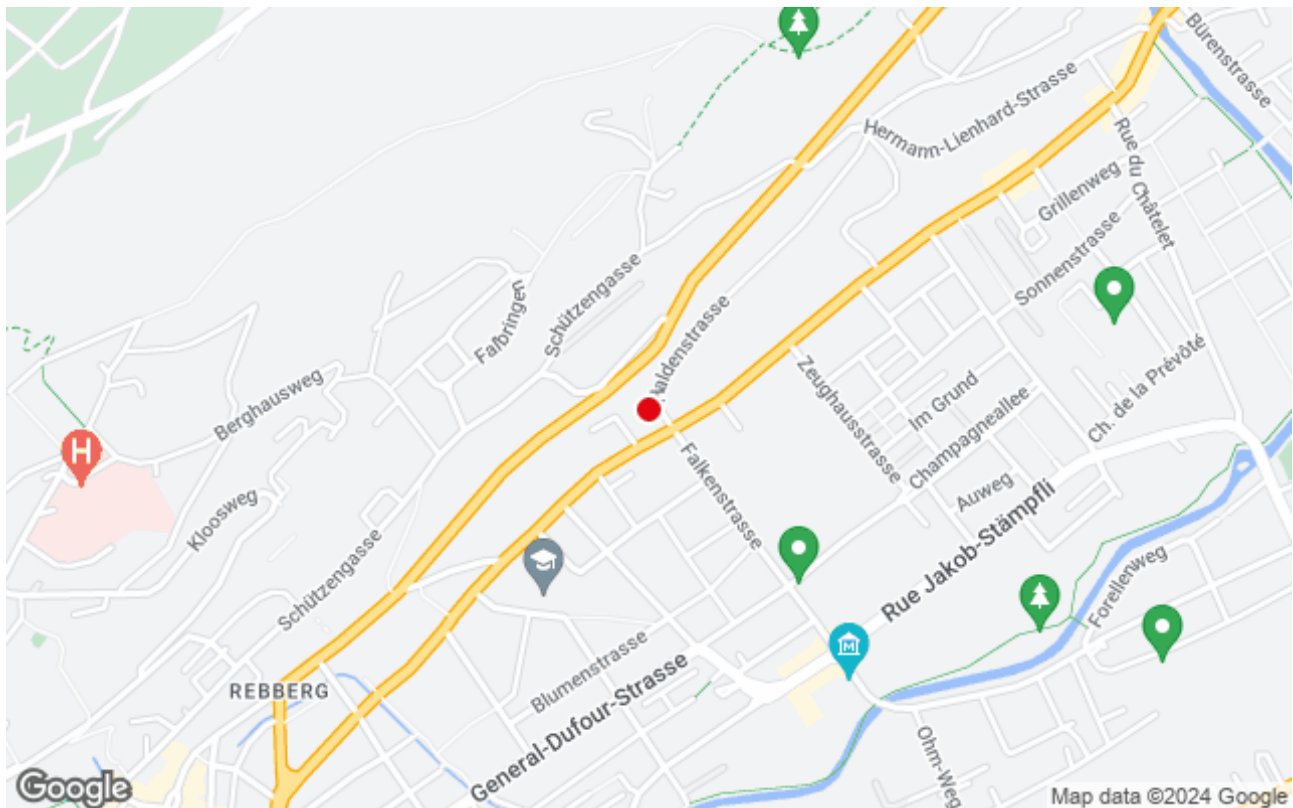 Bürenstrasse
Hermann-Lienhard-Strasse
Rue du Châtelet
Grillenweg
Sonnenstrasse
Schützengasse
Falbringen
Berghausweg
H
Zeughausstrasse
Im Grund
Champagneallee
Ch. de la Prévôté
Falkenstrasse
Auweg
Kloosweg
Schützengasse
Rue Jakob-Stämpfli
Forellenweg
M
Blumenstrasse
REBBERG
General-Dufour-Strasse
Ohm-Weg
Google
Map data ©2024 Google